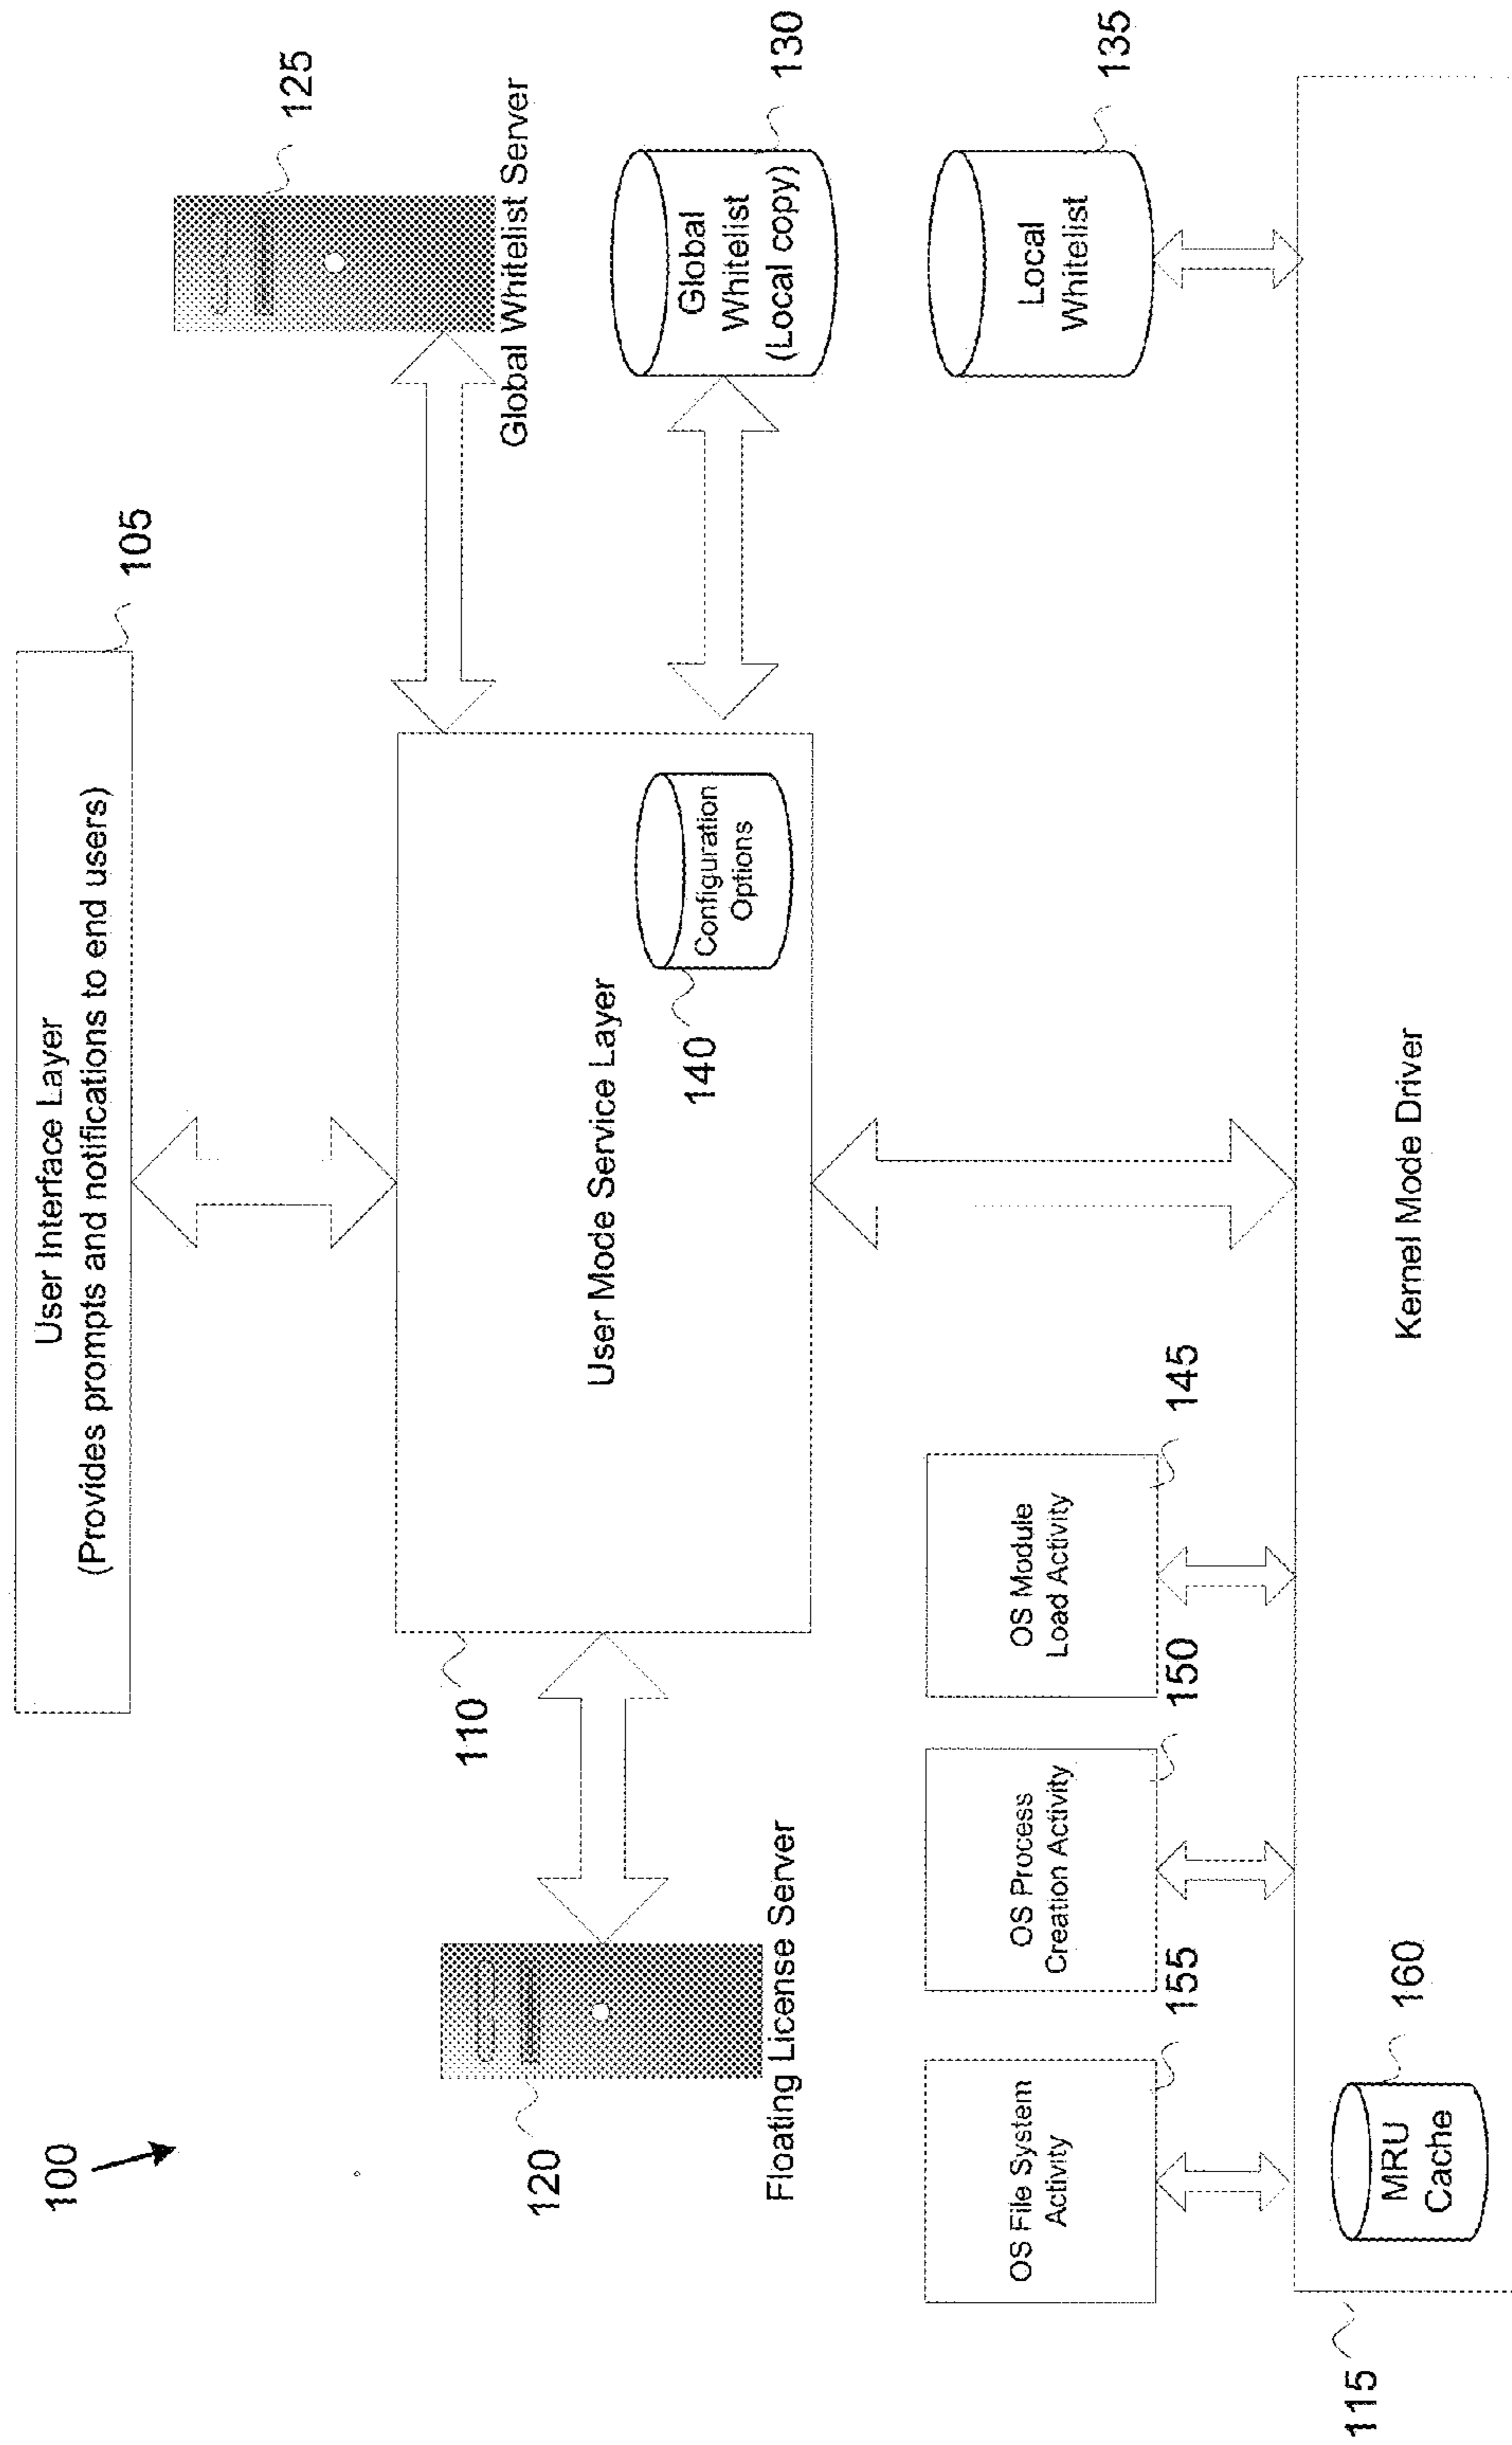 100
User Interface Layer
(Provides prompts and notifications to end users)
105
125
Global Whitelist Server
120
Floating License Server
110
User Mode Service Layer
140
Configuration
Options
Global
Whitelist
(Local copy)
130
OS File System
Activity
155
OS Process
Creation Activity
150
OS Module
Load Activity
145
Local
Whitelist
135
115
MRU
Cache
160
Kernel Mode Driver